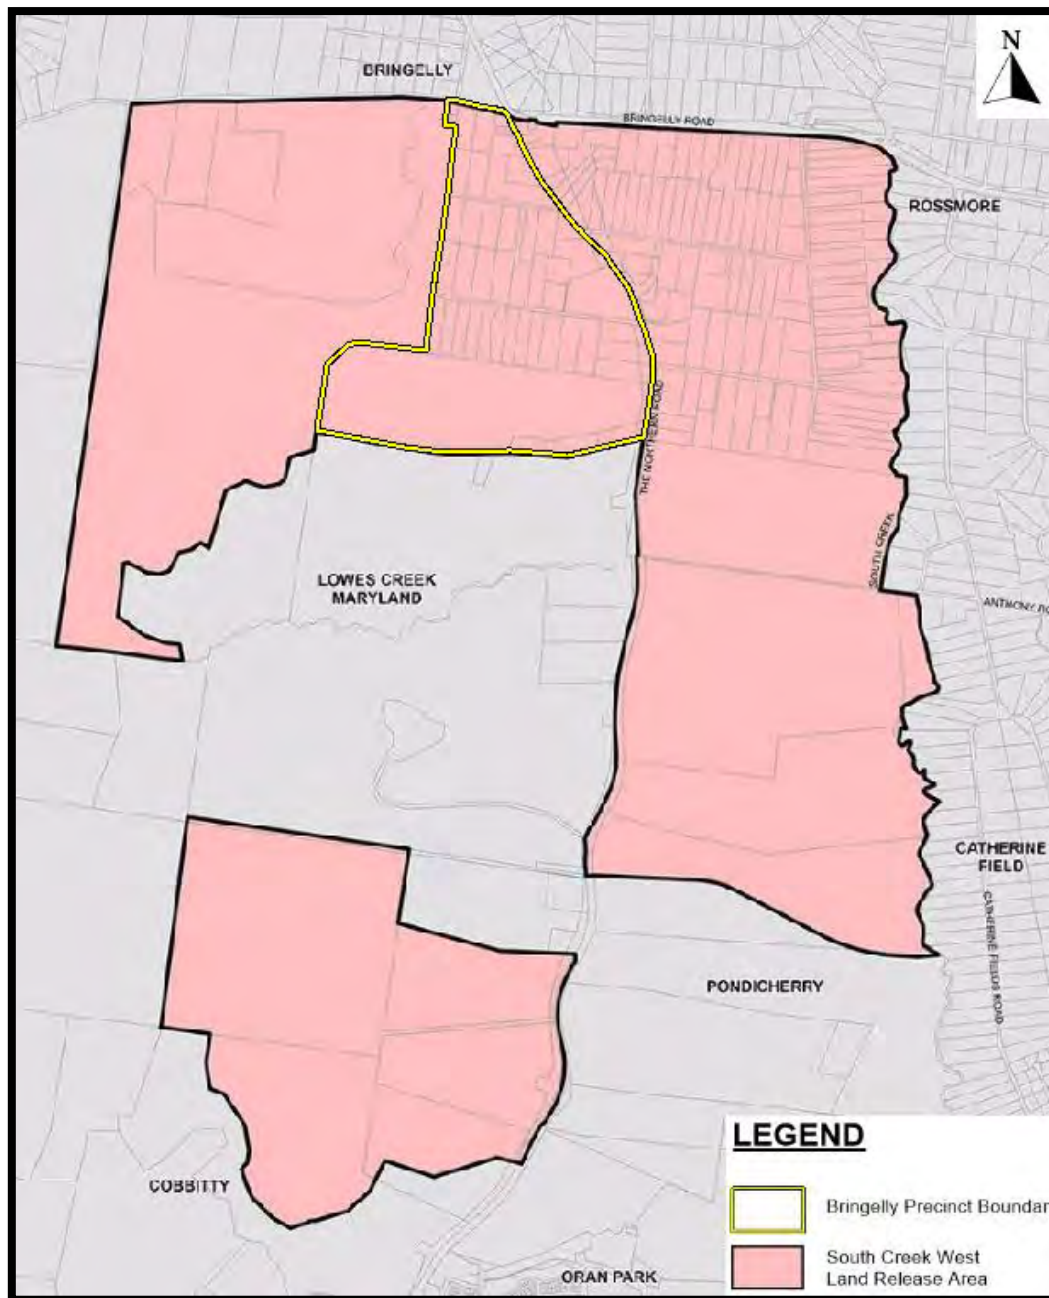 N
BRINGELLY
BRINGELLY ROAD
ROSSMORE
THE NORTHERN ROAD
SOUTH CREEK
LOWES CREEK
MARYLAND
ANTHONY
CATHERINE
FIELD
CATHERINE FIELDS ROAD
PONDICHERRY
COBBITTY
ORAN PARK
LEGEND
Bringelly Precinct Boundar
South Creek West
Land Release Area